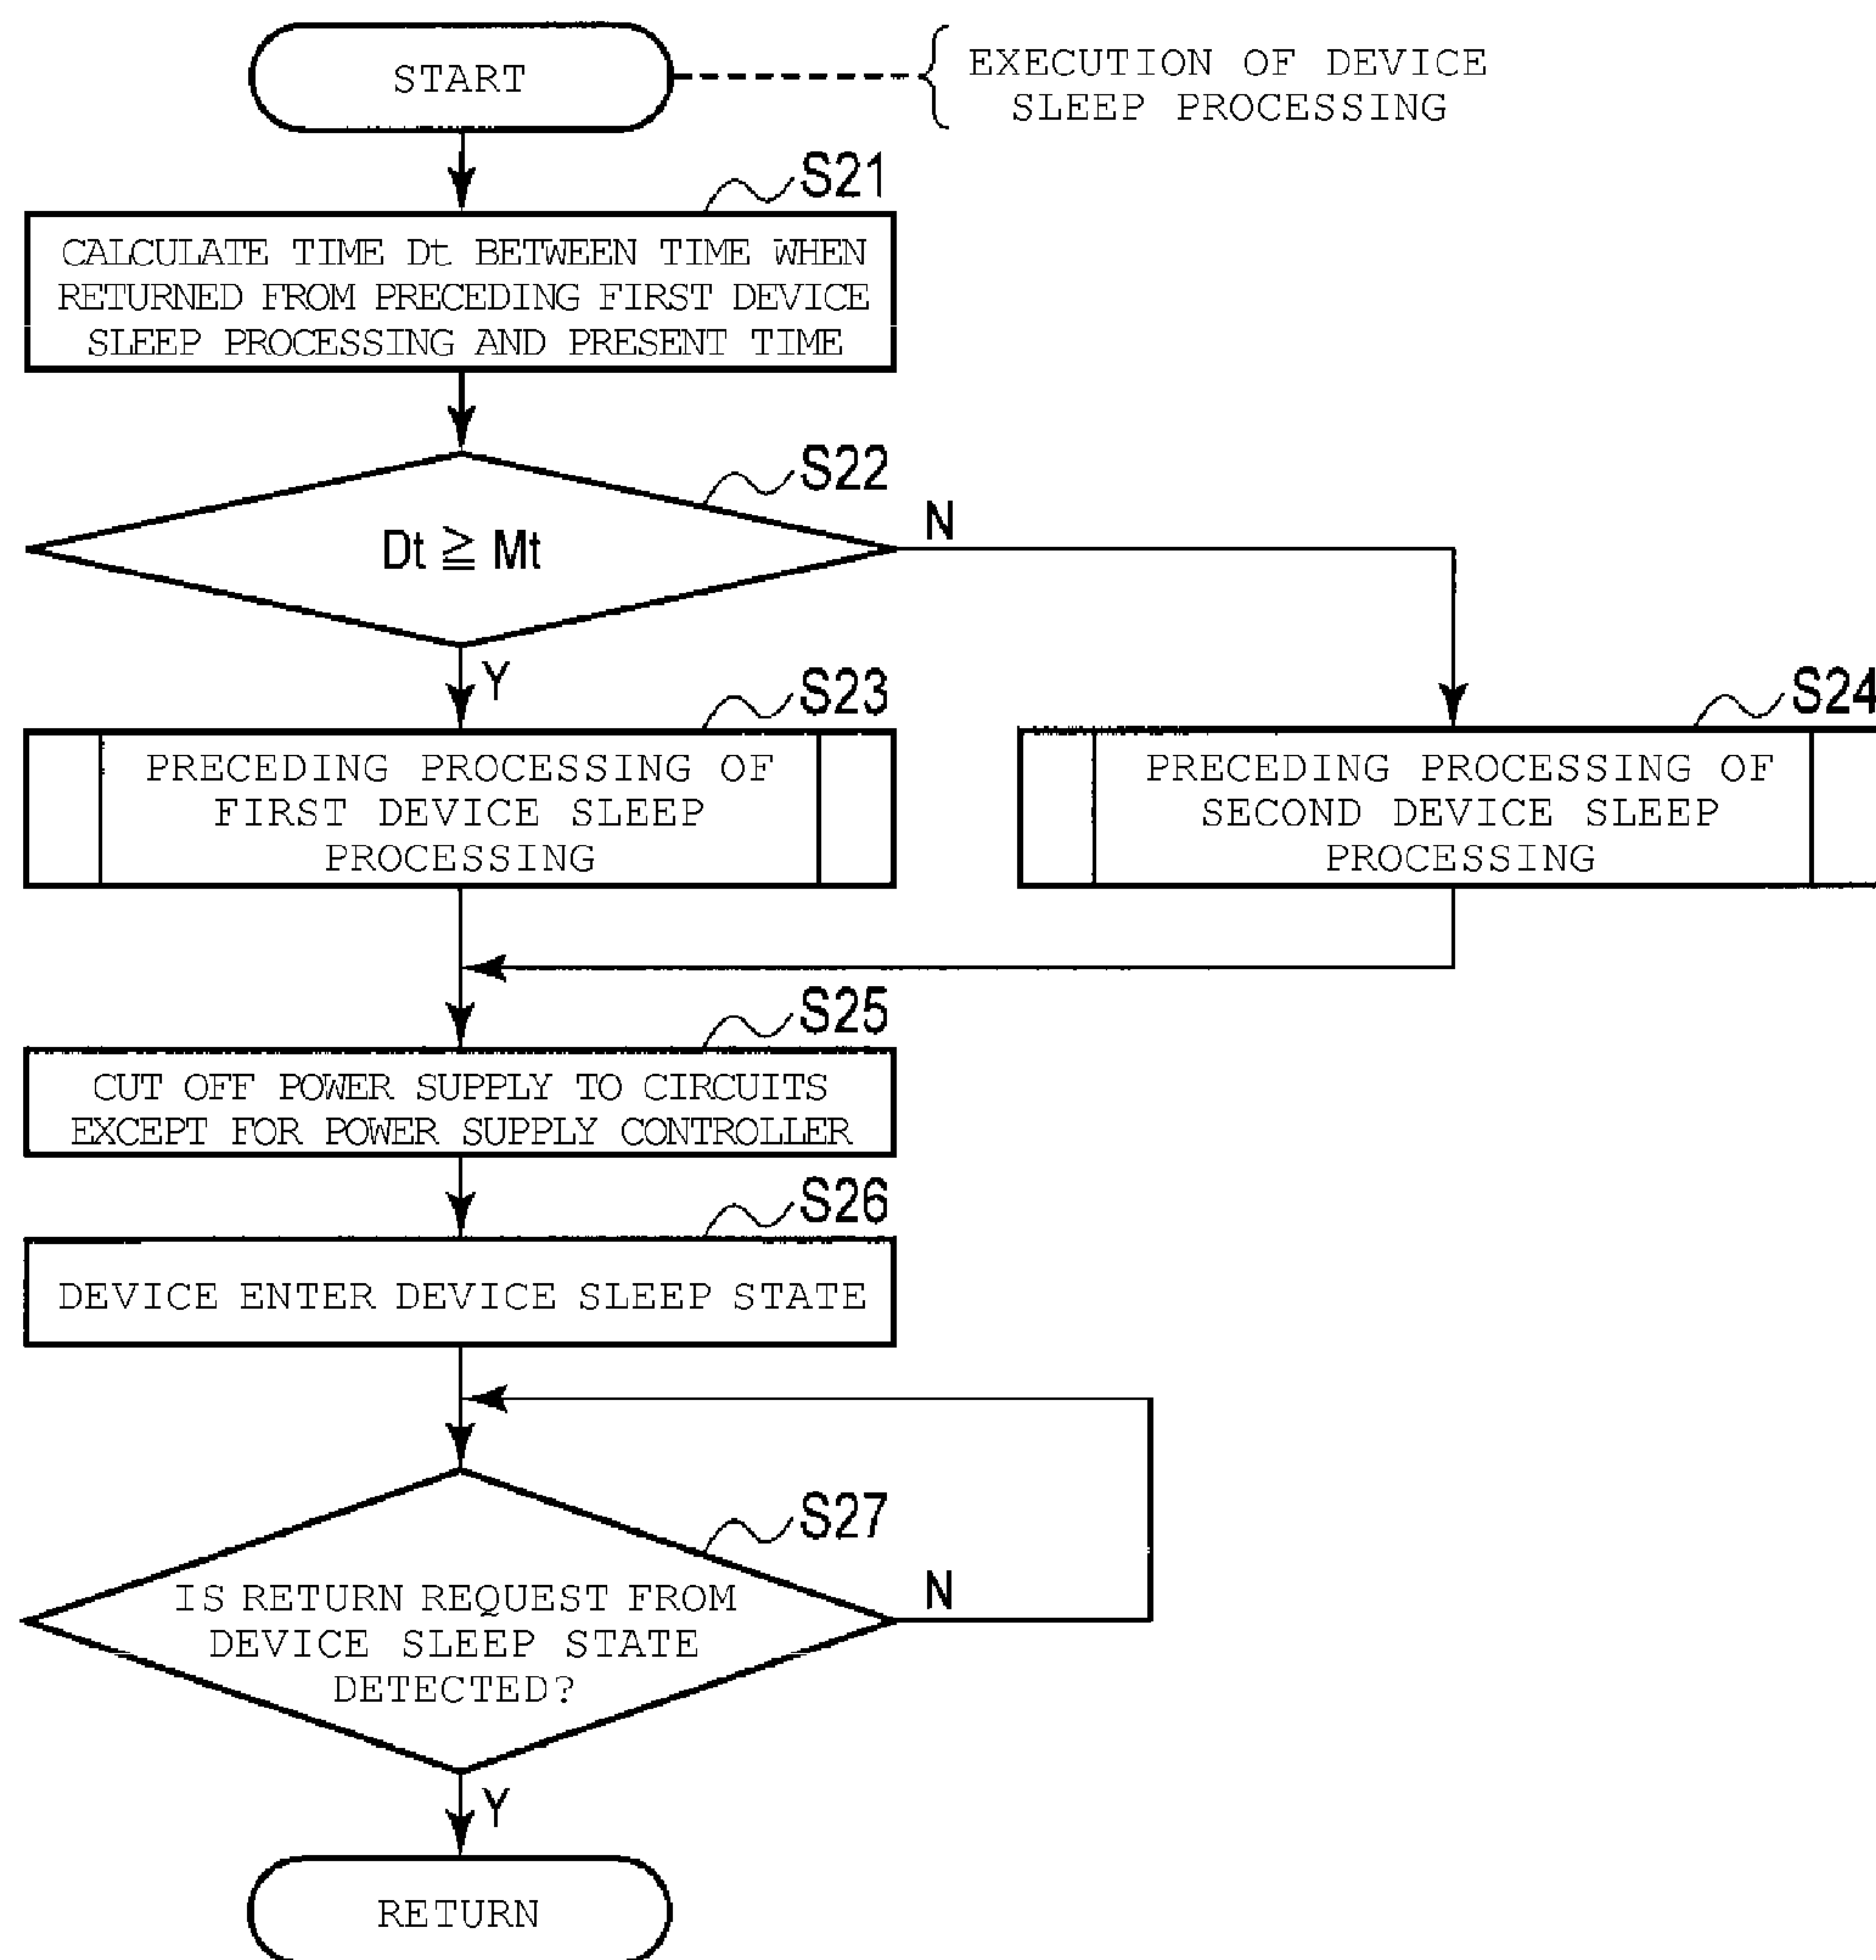 START
EXECUTION OF DEVICE
SLEEP PROCESSING
S21
CALCULATE TIME Dt BETWEEN TIME WHEN
RETURNED FROM PRECEDING FIRST DEVICE
SLEEP PROCESSING AND PRESENT TIME
S22
Dt ≧ Mt
N
Y
S23
PRECEDING PROCESSING OF
FIRST DEVICE SLEEP
PROCESSING
S24
PRECEDING PROCESSING OF
SECOND DEVICE SLEEP
PROCESSING
S25
CUT OFF POWER SUPPLY TO CIRCUITS
EXCEPT FOR POWER SUPPLY CONTROLLER
S26
DEVICE ENTER DEVICE SLEEP STATE
S27
IS RETURN REQUEST FROM
DEVICE SLEEP STATE
DETECTED?
N
Y
RETURN